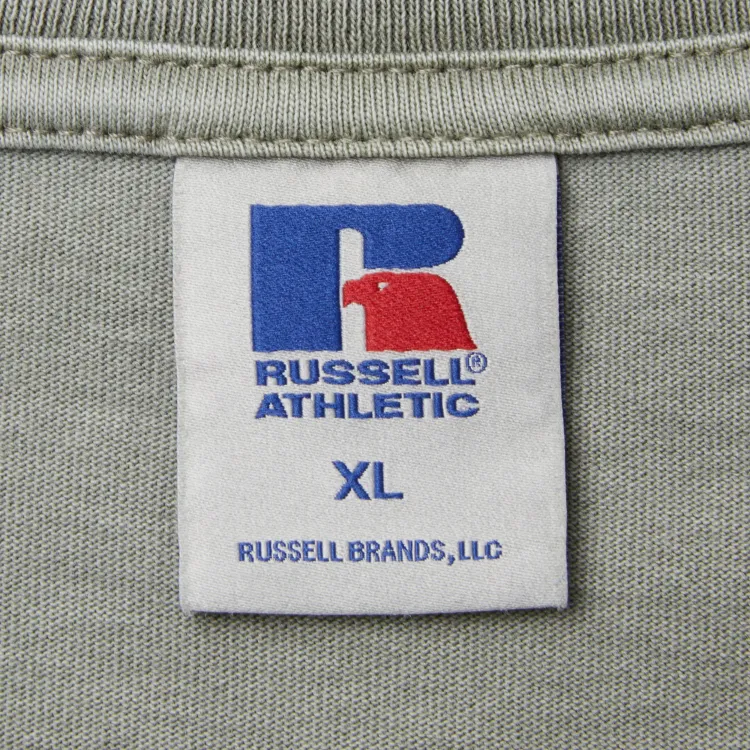 R
RUSSELL®
ATHLETIC
XL
RUSSELL BRANDS, LLC